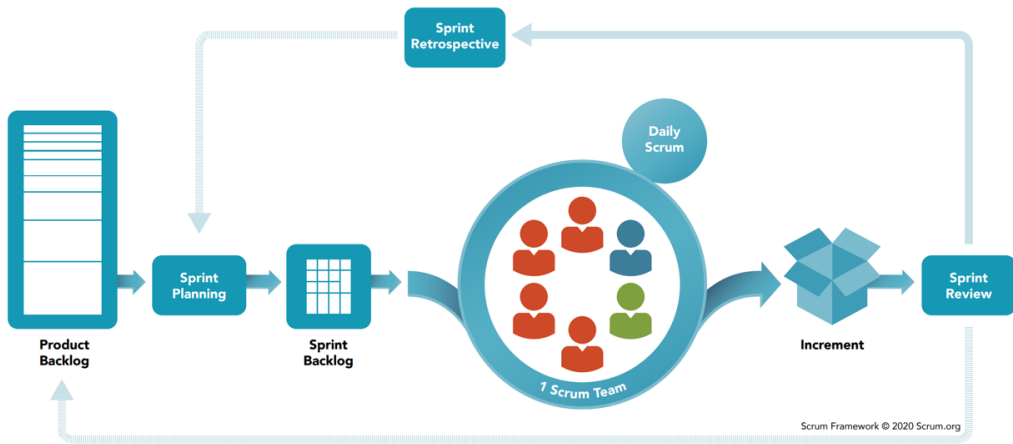 Sprint
Retrospective
Daily
Scrum
Sprint
Planning
Sprint
Review
Product
Backlog
Sprint
Backlog
1 Scrum Team
Increment
Scrum Framework © 2020 Scrum.org